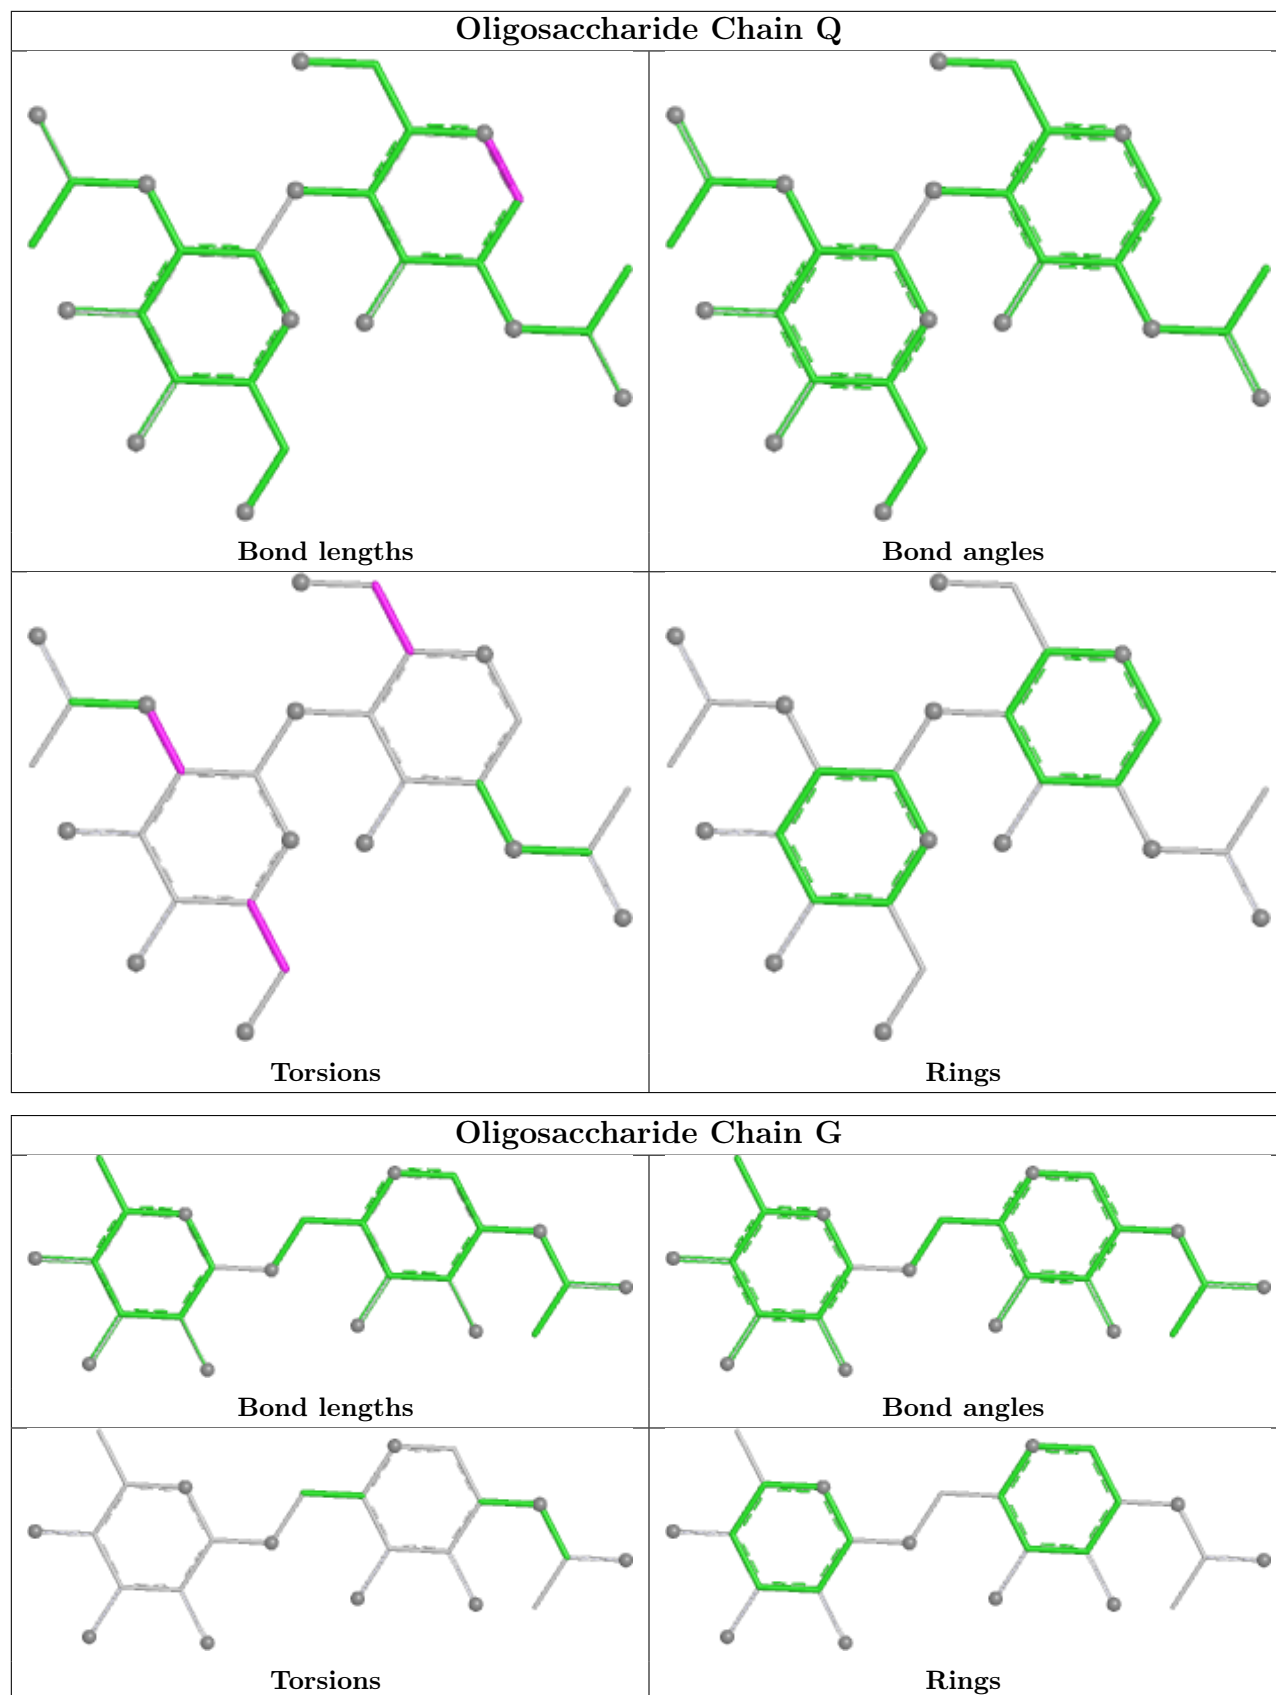 Oligosaccharide Chain Q
Bond lengths
Bond angles
Torsions
Rings
Oligosaccharide Chain G
Bond lengths
Bond angles
Torsions
Rings